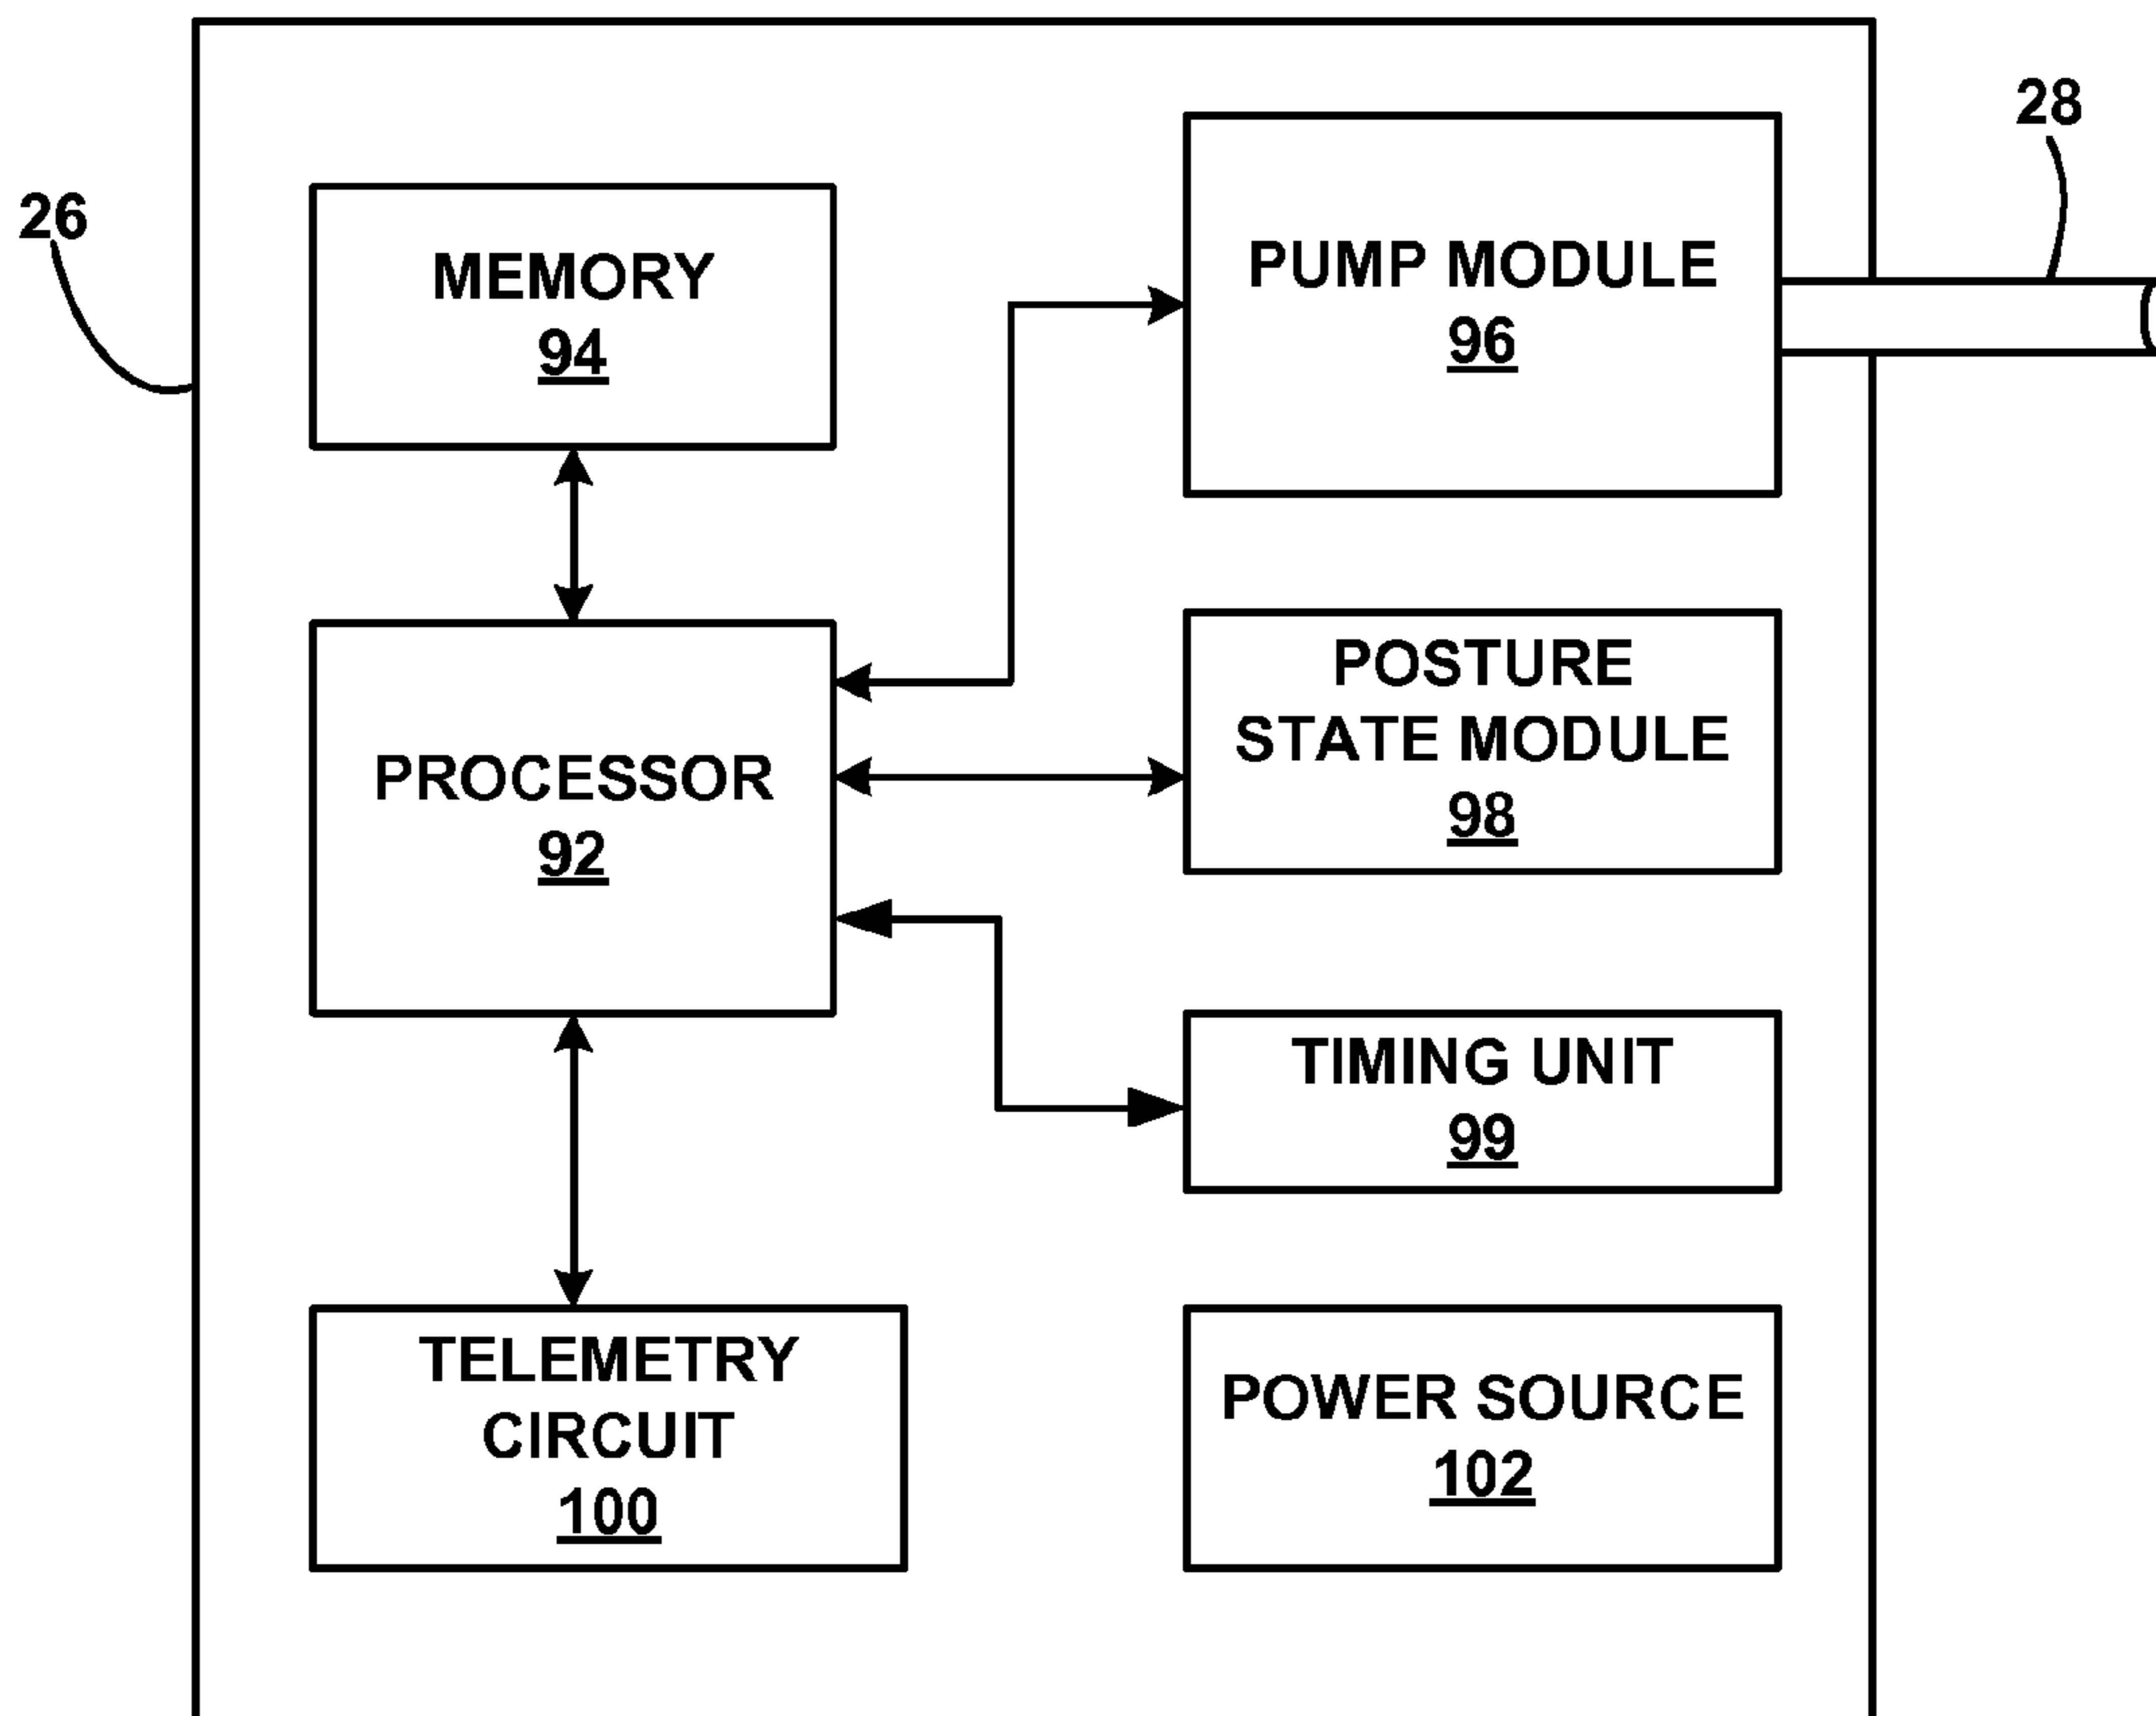 26
28
MEMORY
94
PUMP MODULE
96
PROCESSOR
92
POSTURE
STATE MODULE
98
TIMING UNIT
99
TELEMETRY
CIRCUIT
100
POWER SOURCE
102